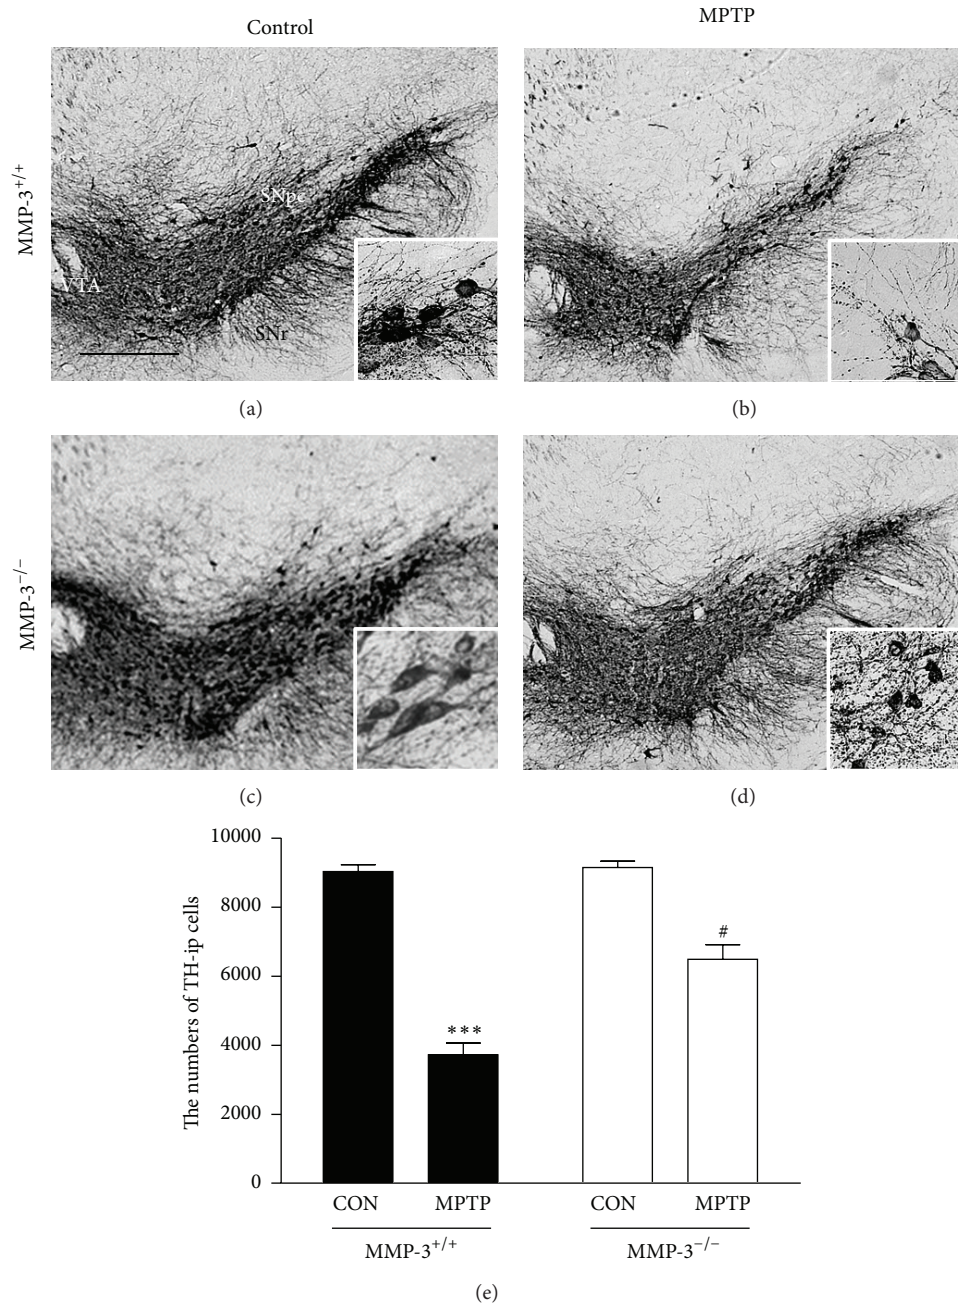 Control
MPTP
MMP-3+/+
SNpc
VTA
SNr
(a)
(b)
MMP-3−/−
(c)
(d)
The numbers of TH-ip cells
10000
8000
6000
4000
2000
0
***
#
CON MPTP CON MPTP
MMP-3+/+ MMP-3−/−
(e)